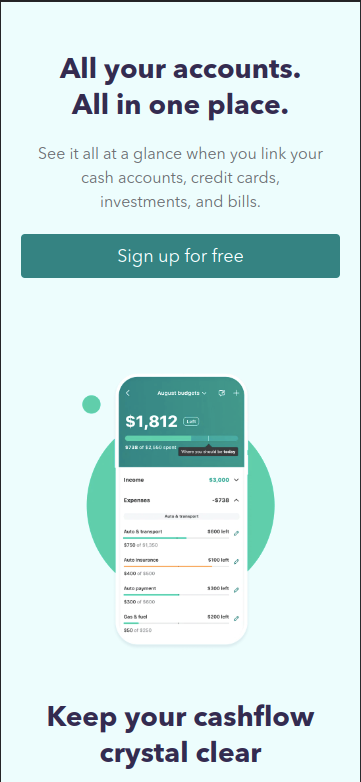 All your accounts.
All in one place.
See it all at a glance when you link your
cash accounts, credit cards,
investments, and bills.
Sign up for free
August budgets
$1,812 Left
$738 of $2,550 spent
Where you should be today
Income $3,000
Expenses -$738
Auto & transport
Auto & transport $600 left
$750 of $1,350
Auto insurance $100 left
$400 of $500
Auto payment $300 left
$300 of $600
Gas & fuel $200 left
$50 of $250
Keep your cashflow
crystal clear